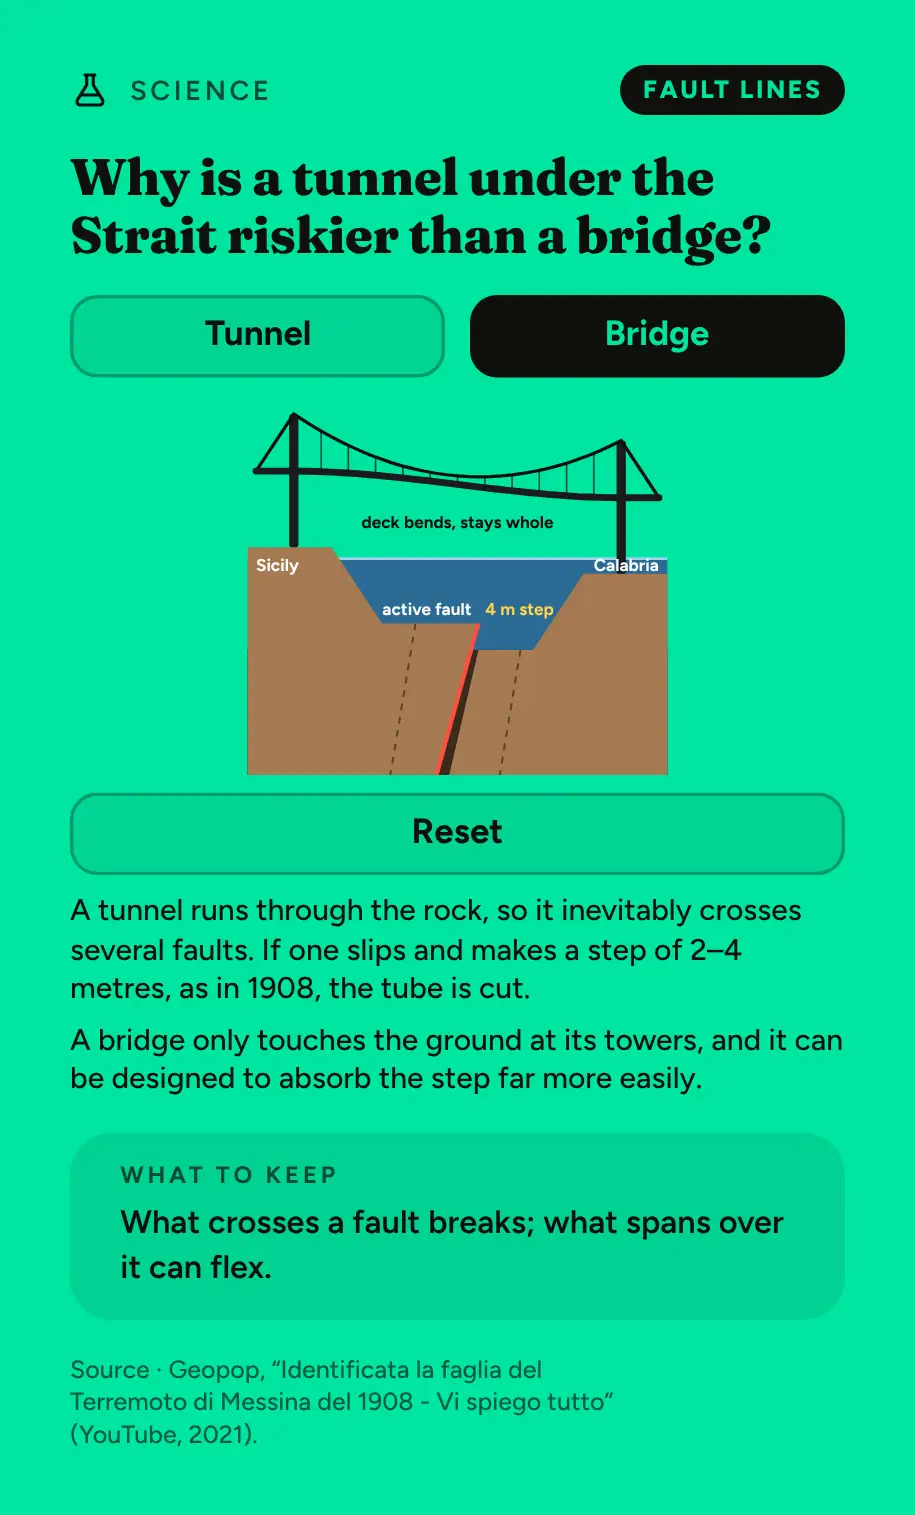 SCIENCE
FAULT LINES
Why is a tunnel under the
Strait riskier than a bridge?
Tunnel
Bridge
deck bends, stays whole
Sicily
Calabria
active fault
4 m step
Reset
A tunnel runs through the rock, so it inevitably crosses
several faults. If one slips and makes a step of 2–4
metres, as in 1908, the tube is cut.
A bridge only touches the ground at its towers, and it can
be designed to absorb the step far more easily.
WHAT TO KEEP
What crosses a fault breaks; what spans over
it can flex.
Source · Geopop, “Identificata la faglia del
Terremoto di Messina del 1908 - Vi spiego tutto”
(YouTube, 2021).